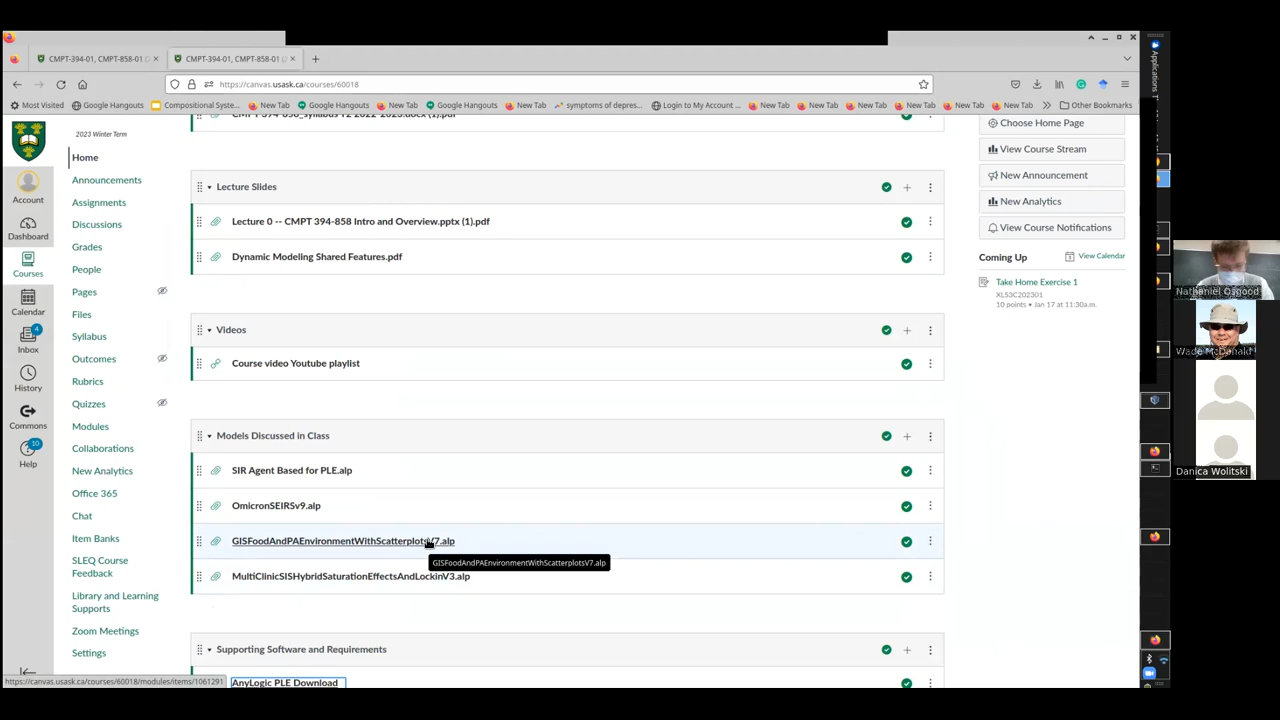 CMPT-394-01, CMPT-858-01 (
CMPT-394-01, CMPT-858-01 (
https://canvas.usask.ca/courses/60018
Most Visited
Google Hangouts
Compositional Syste...
New Tab
Google Hangouts
New Tab
Google Hangouts
New Tab
symptoms of depres...
Login to My Account ...
New Tab
New Tab
New Tab
New Tab
New Tab
Other Bookmarks
Applications
2023 Winter Term
Home
Announcements
Assignments
Discussions
Grades
People
Pages
Files
Syllabus
Outcomes
Rubrics
Quizzes
Modules
Collaborations
New Analytics
Office 365
Chat
Item Banks
SLEQ Course
Feedback
Library and Learning
Supports
Zoom Meetings
Settings
Account
Dashboard
Courses
Calendar
4
Inbox
History
Commons
10
Help
Lecture Slides
Lecture 0 -- CMPT 394-858 Intro and Overview.pptx (1).pdf
Dynamic Modeling Shared Features.pdf
Videos
Course video Youtube playlist
Models Discussed in Class
SIR Agent Based for PLE.alp
OmicronSEIRSv9.alp
GISFoodAndPAEnvironmentWithScatterplotsV7.alp
GISFoodAndPAEnvironmentWithScatterplotsV7.alp
MultiClinicSISHybridSaturationEffectsAndLockinV3.alp
Supporting Software and Requirements
AnyLogic PLE Download
https://canvas.usask.ca/courses/60018/modules/items/1061291
Choose Home Page
View Course Stream
New Announcement
New Analytics
View Course Notifications
Coming Up
View Calendar
Take Home Exercise 1
XLS3C202301
10 points • Jan 17 at 11:30a.m.
Nathaniel Osgood
Wade McDonald
Danica Wolitski